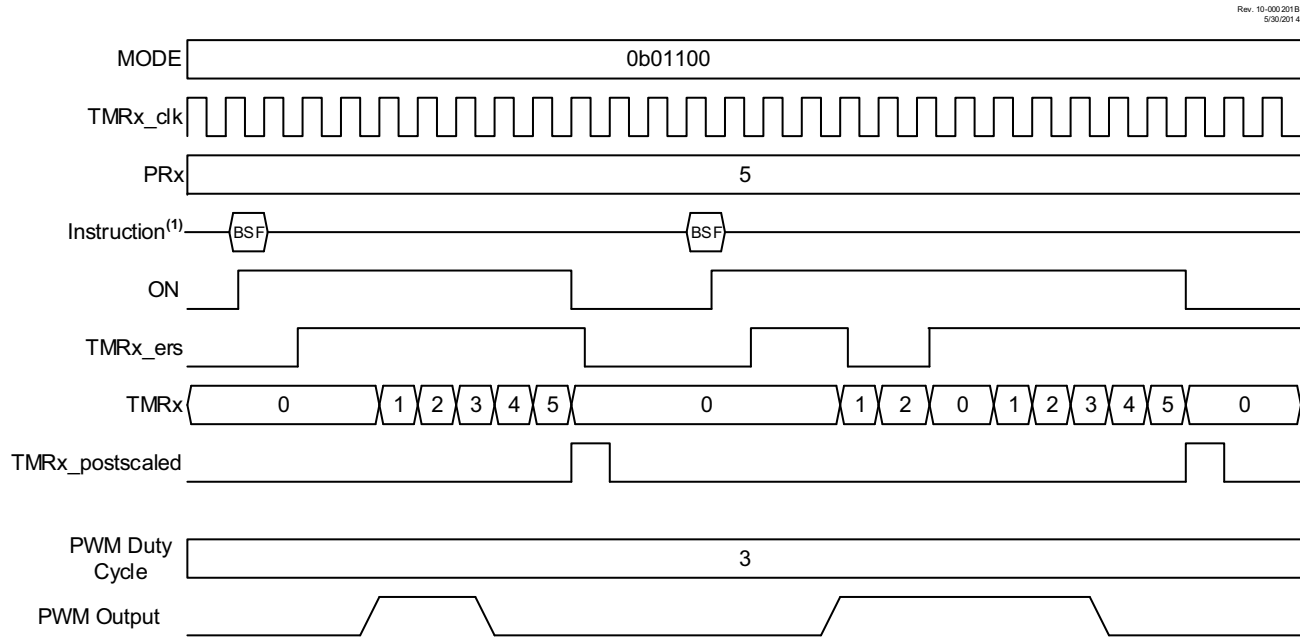 Rev. 10-000201B
5/30/2014
MODE 0b01100
TMRx_clk
PRx 5
Instruction(1) BSF BSF
ON
TMRx_ers
TMRx 0 1 2 3 4 5 0 1 2 0 1 2 3 4 5 0
TMRx_postscaled
PWM Duty
Cycle 3
PWM Output